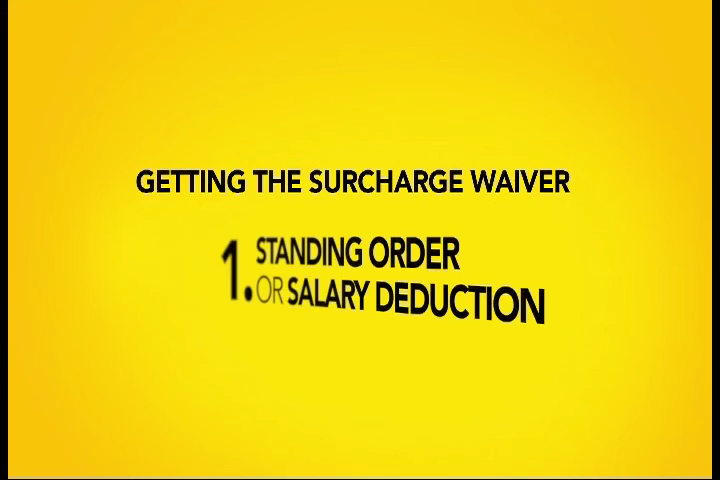 GETTING THE SURCHARGE WAIVER
1. STANDING ORDER
OR SALARY DEDUCTION